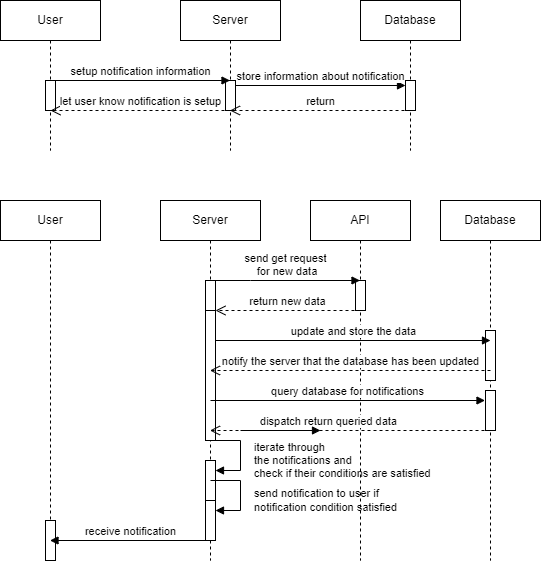 User
Server
Database
setup notification information
store information about notification
let user know notification is setup
return
User
Server
API
Database
send get request
for new data
return new data
update and store the data
notify the server that the database has been updated
query database for notifications
dispatch return queried data
iterate through
the notifications and
check if their conditions are satisfied
send notification to user if
notification condition satisfied
receive notification